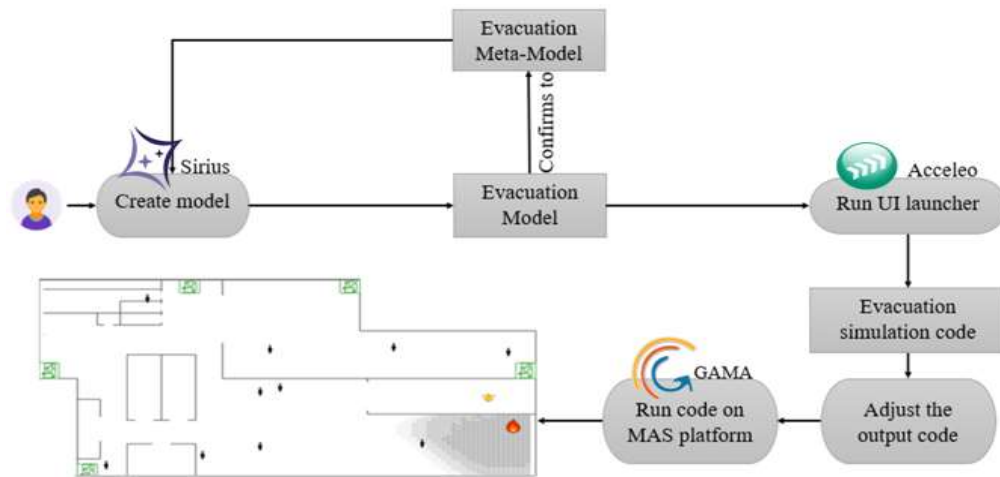 Evacuation
Meta-Model
Confirms to
Sirius
Create model
Evacuation
Model
Acceleo
Run UI launcher
Evacuation
simulation code
GAMA
Run code on
MAS platform
Adjust the
output code